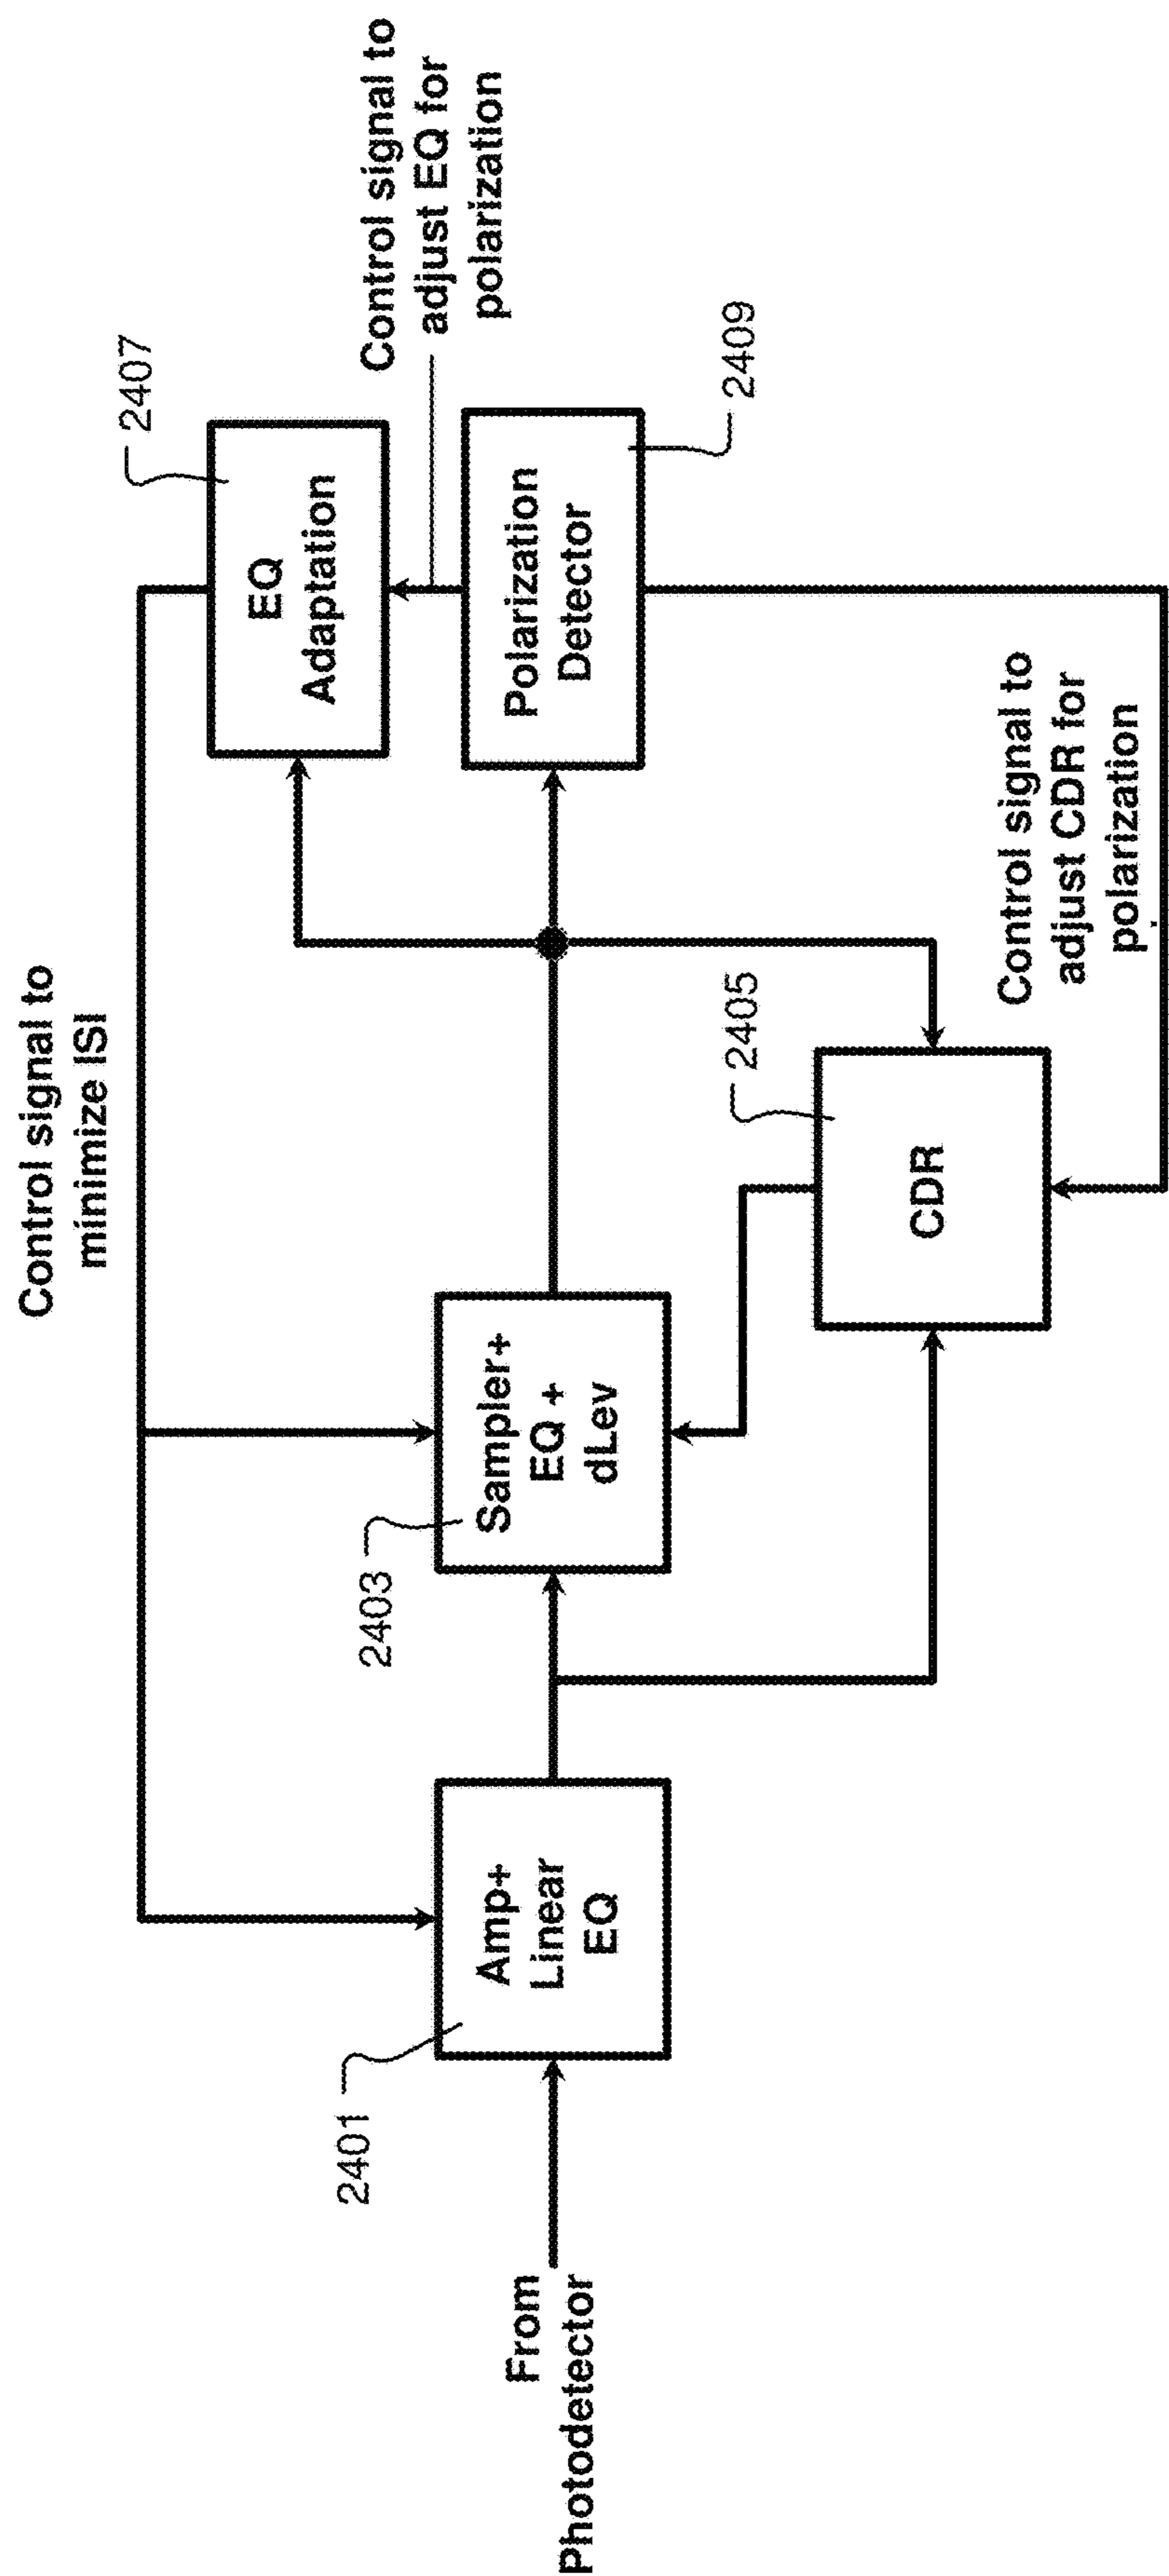 Control signal to
minimize ISI
2407
EQ
Adaptation
Control signal to
adjust EQ for
polarization
2401
Amp+
Linear
EQ
2403
Sampler+
EQ +
dLev
Polarization
Detector
2409
From
Photodetector
2405
CDR
Control signal to
adjust CDR for
polarization